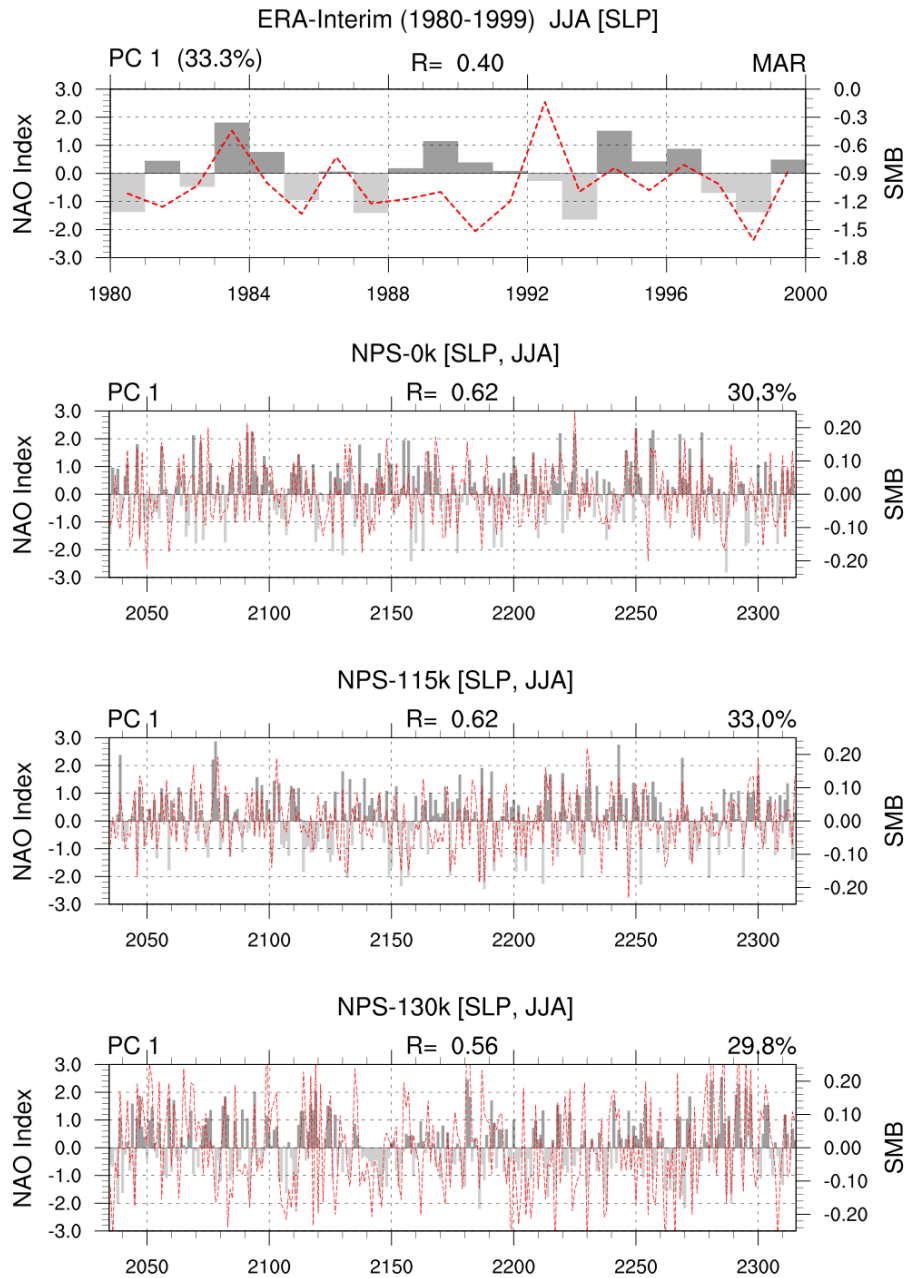 ERA-Interim (1980-1999) JJA [SLP]
PC 1 (33.3%) R= 0.40 MAR
3.0 0.0
2.0 -0.3
1.0 -0.6
0.0 -0.9
-1.0 -1.2
-2.0 -1.5
-3.0 -1.8
NAO Index
SMB
1980 1984 1988 1992 1996 2000
NPS-0k [SLP, JJA]
PC 1 R= 0.62 30.3%
3.0
2.0 0.20
1.0 0.10
0.0 0.00
-1.0 -0.10
-2.0 -0.20
-3.0
NAO Index
SMB
2050 2100 2150 2200 2250 2300
NPS-115k [SLP, JJA]
PC 1 R= 0.62 33.0%
3.0
2.0 0.20
1.0 0.10
0.0 0.00
-1.0 -0.10
-2.0 -0.20
-3.0
NAO Index
SMB
2050 2100 2150 2200 2250 2300
NPS-130k [SLP, JJA]
PC 1 R= 0.56 29.8%
3.0
2.0 0.20
1.0 0.10
0.0 0.00
-1.0 -0.10
-2.0 -0.20
-3.0
NAO Index
SMB
2050 2100 2150 2200 2250 2300